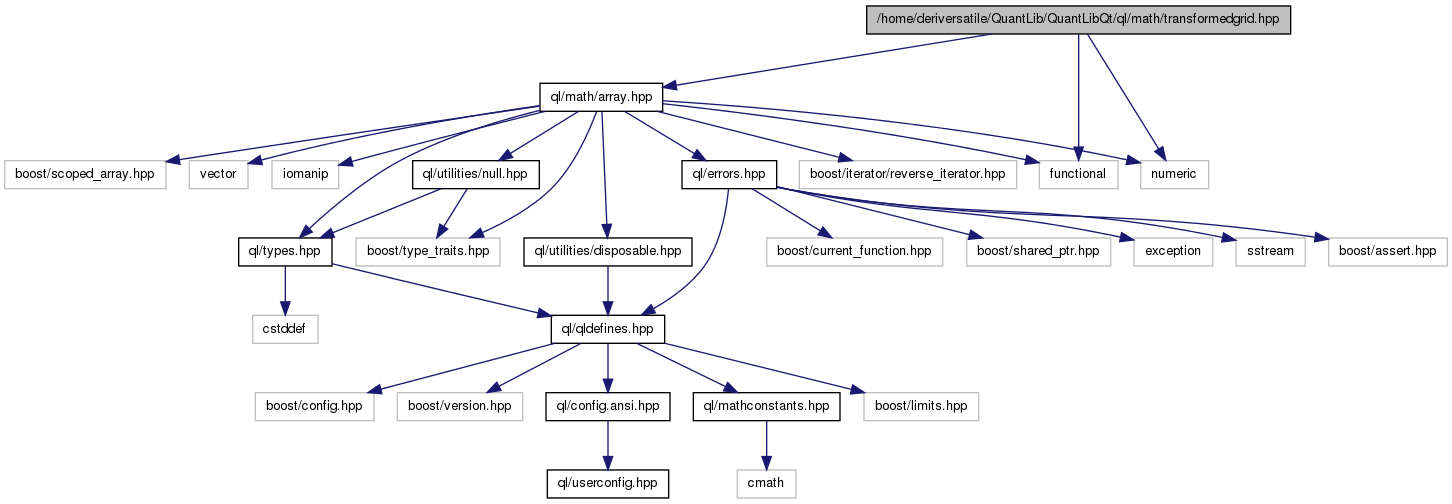 /home/deriversatile/QuantLib/QuantLibQt/ql/math/transformedgrid.hpp
ql/math/array.hpp
boost/scoped_array.hpp
vector
iomanip
ql/utilities/null.hpp
ql/errors.hpp
boost/iterator/reverse_iterator.hpp
functional
numeric
ql/types.hpp
boost/type_traits.hpp
ql/utilities/disposable.hpp
boost/current_function.hpp
boost/shared_ptr.hpp
exception
sstream
boost/assert.hpp
cstddef
ql/qldefines.hpp
boost/config.hpp
boost/version.hpp
ql/config.ansi.hpp
ql/mathconstants.hpp
boost/limits.hpp
ql/userconfig.hpp
cmath